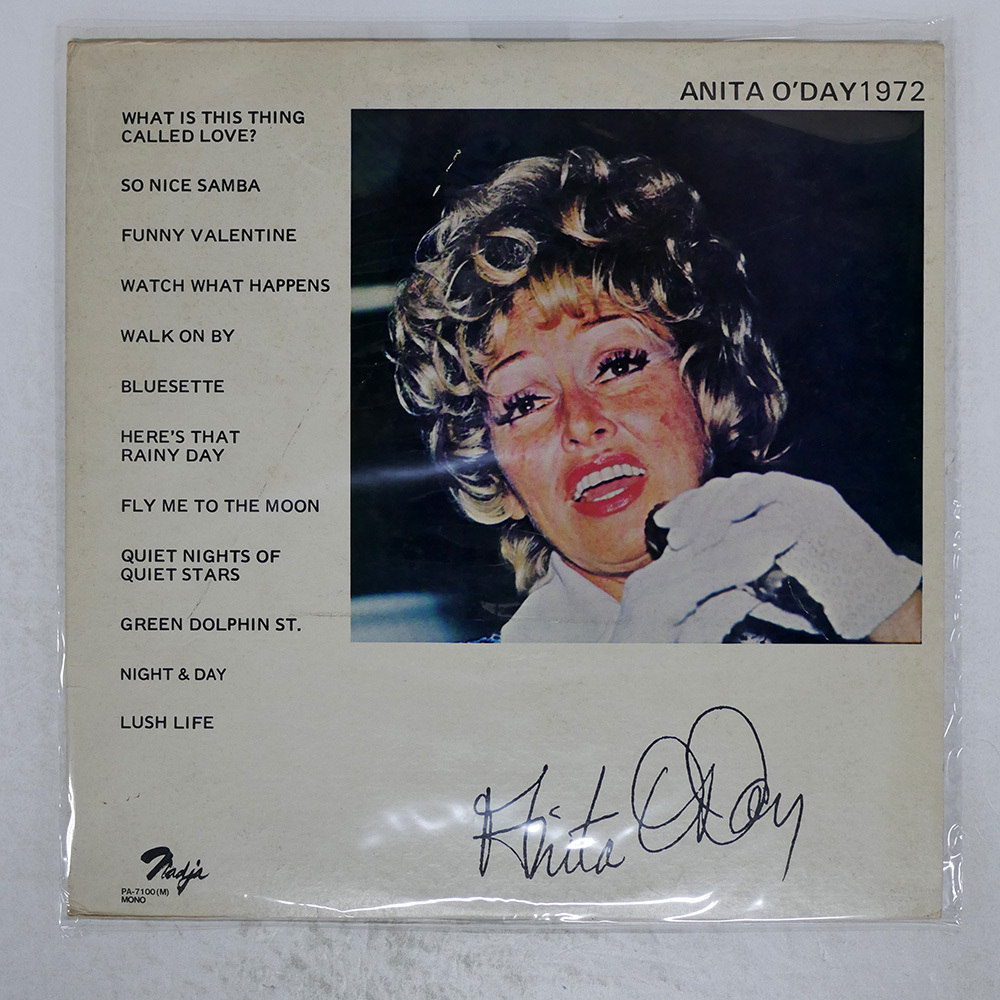 ANITA O'DAY1972
WHAT IS THIS THING
CALLED LOVE?
SO NICE SAMBA
FUNNY VALENTINE
WATCH WHAT HAPPENS
WALK ON BY
BLUESETTE
HERE'S THAT
RAINY DAY
FLY ME TO THE MOON
QUIET NIGHTS OF
QUIET STARS
GREEN DOLPHIN ST.
NIGHT & DAY
LUSH LIFE
Anita O'Day
Nadja
PA-7100(M)
MONO